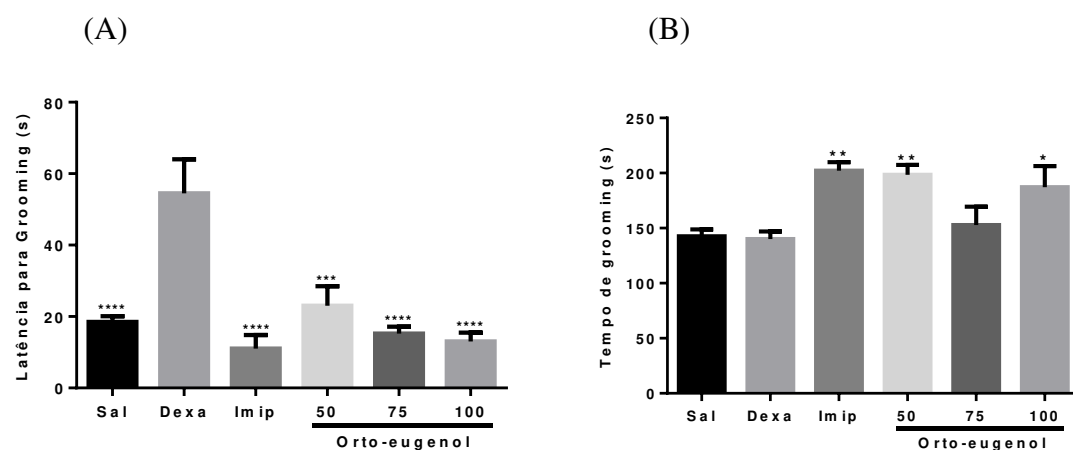 (A)
(B)
Latência para Grooming (s)
80
60
40
20
0
****
****
***
****
****
Sal Dexa Imip 50 75 100
Orto-eugenol
Tempo de grooming (s)
250
200
150
100
50
0
**
**
*
Sal Dexa Imip 50 75 100
Orto-eugenol